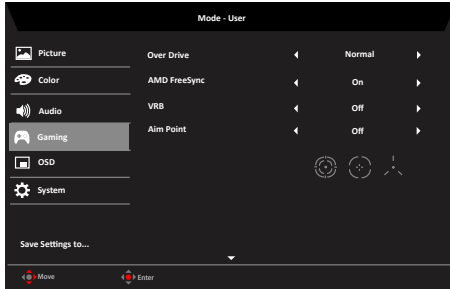 Mode - User
Picture
Over Drive Normal
Color
AMD FreeSync On
Audio
VRB Off
Gaming
Aim Point Off
OSD
System
Save Settings to...
Move Enter